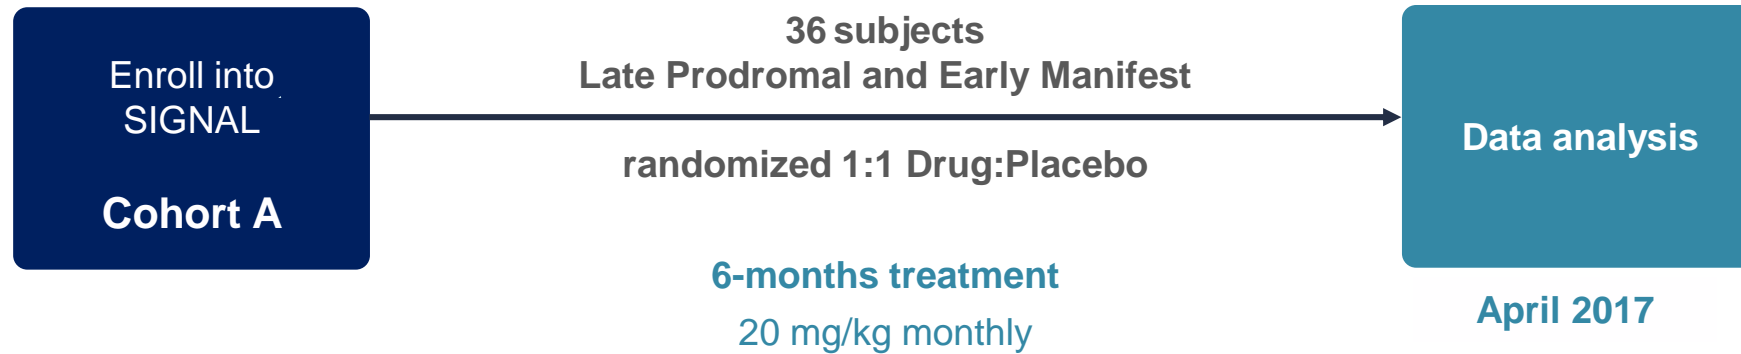 Enroll into
SIGNAL
Cohort A
36 subjects
Late Prodromal and Early Manifest
randomized 1:1 Drug:Placebo
6-months treatment
20 mg/kg monthly
Data analysis
April 2017